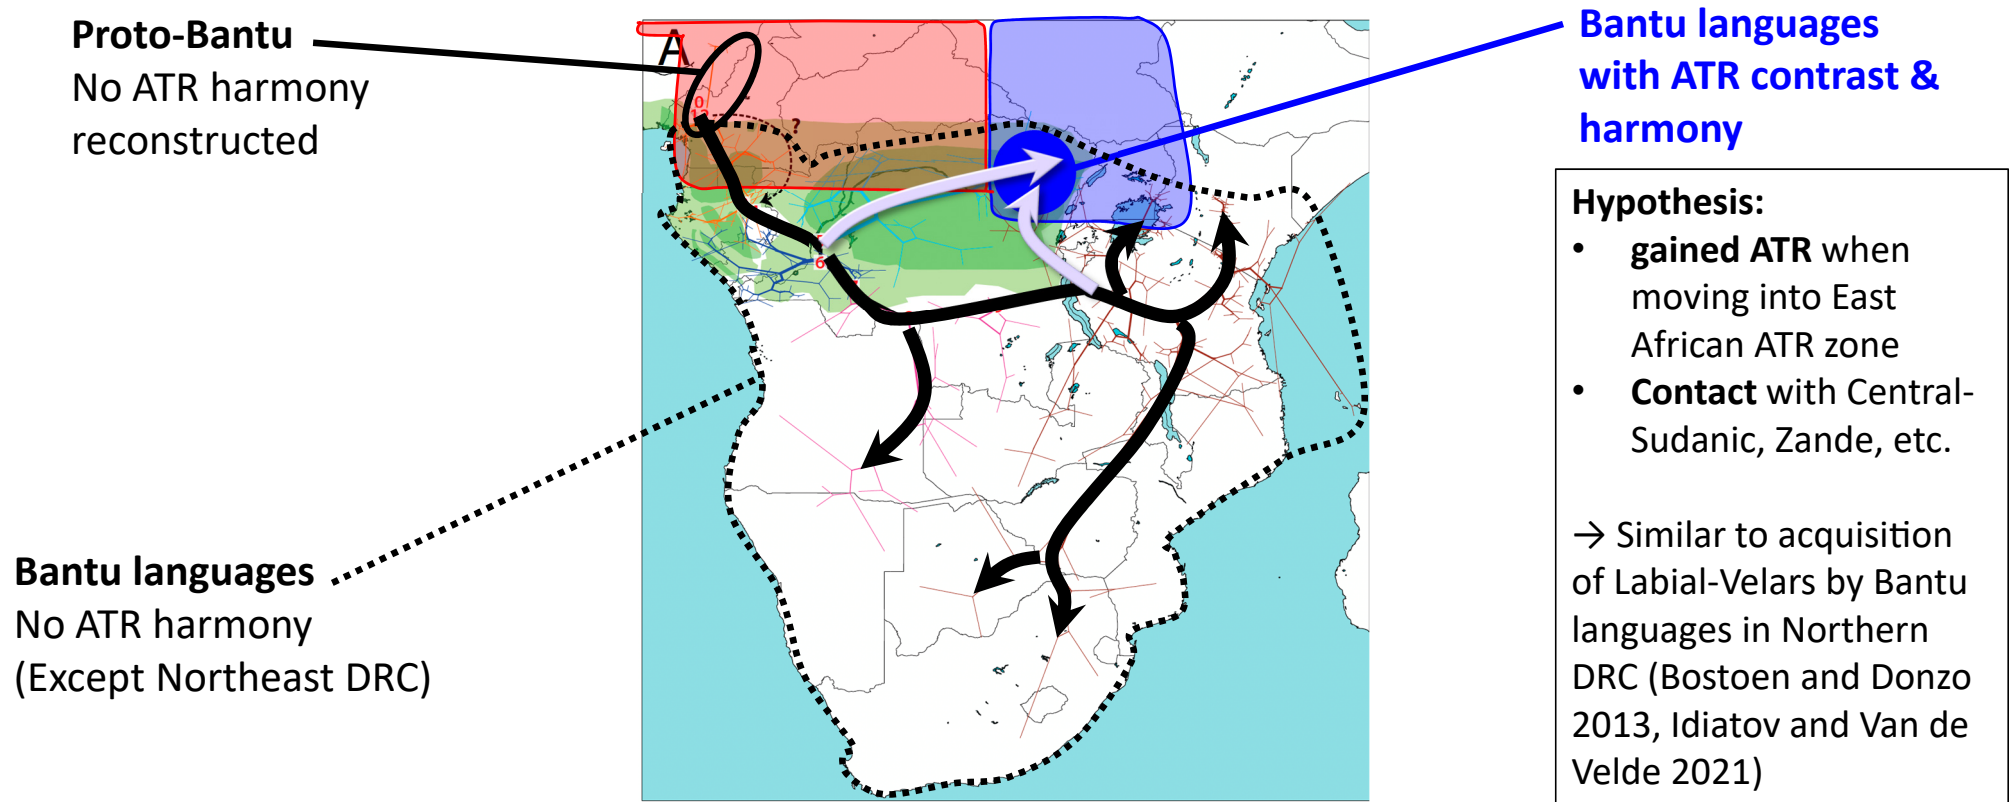 Proto-Bantu
No ATR harmony
reconstructed
A
0
?
6
Bantu languages
with ATR contrast &
harmony
Hypothesis:
• gained ATR when
moving into East
African ATR zone
• Contact with Central-
Sudanic, Zande, etc.
→ Similar to acquisition
of Labial-Velars by Bantu
languages in Northern
DRC (Bostoen and Donzo
2013, Idiatov and Van de
Velde 2021)
Bantu languages
No ATR harmony
(Except Northeast DRC)